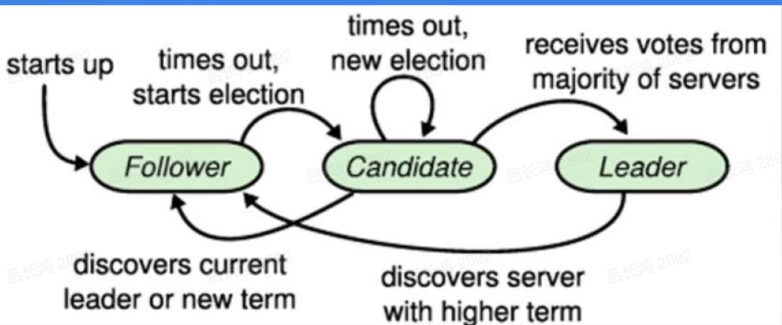 starts up
times out,
starts election
times out,
new election
receives votes from
majority of servers
Follower
Candidate
Leader
discovers current
leader or new term
discovers server
with higher term
吕长鸿 2892